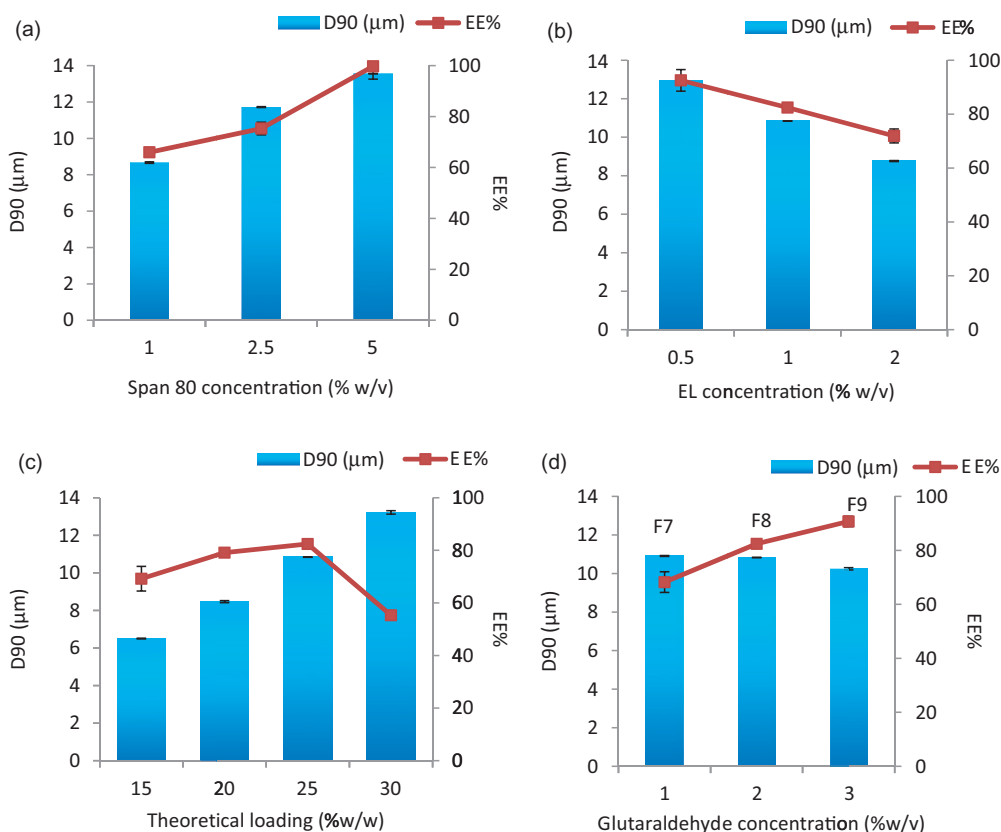 (a)
D90 (µm)
EE%
14
12
10
8
6
4
2
0
D90 (µm)
100
80
60
40
20
0
EE%
1
2.5
5
Span 80 concentration (% w/v)
(b)
D90 (µm)
EE%
14
12
10
8
6
4
2
0
D90 (µm)
100
80
60
40
20
0
EE%
0.5
1
2
EL concentration (% w/v)
(c)
D90 (µm)
EE%
14
12
10
8
6
4
2
0
D90 (µm)
100
80
60
40
20
0
EE%
15
20
25
30
Theoretical loading (%w/w)
(d)
D90 (µm)
EE%
F7
F8
F9
14
12
10
8
6
4
2
0
D90 (µm)
100
80
60
40
20
0
EE%
1
2
3
Glutaraldehyde concentration (%w/v)